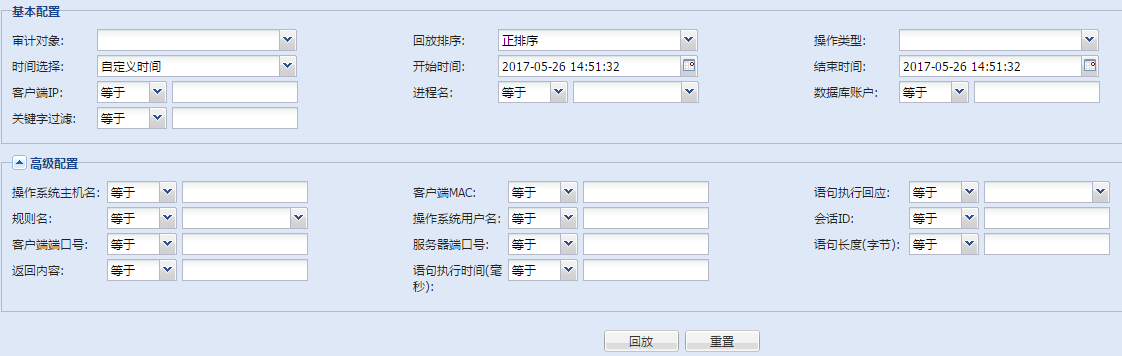 基本配置
审计对象: 回放排序: 正排序 操作类型:
时间选择: 自定义时间 开始时间: 2017-05-26 14:51:32 结束时间: 2017-05-26 14:51:32
客户端IP: 等于 进程名: 等于 数据库账户: 等于
关键字过滤: 等于
高级配置
操作系统主机名: 等于 客户端MAC: 等于 语句执行回应: 等于
规则名: 等于 操作系统用户名: 等于 会话ID: 等于
客户端端口号: 等于 服务器端口号: 等于 语句长度(字节): 等于
返回内容: 等于 语句执行时间(毫 等于
秒):
回放 重置